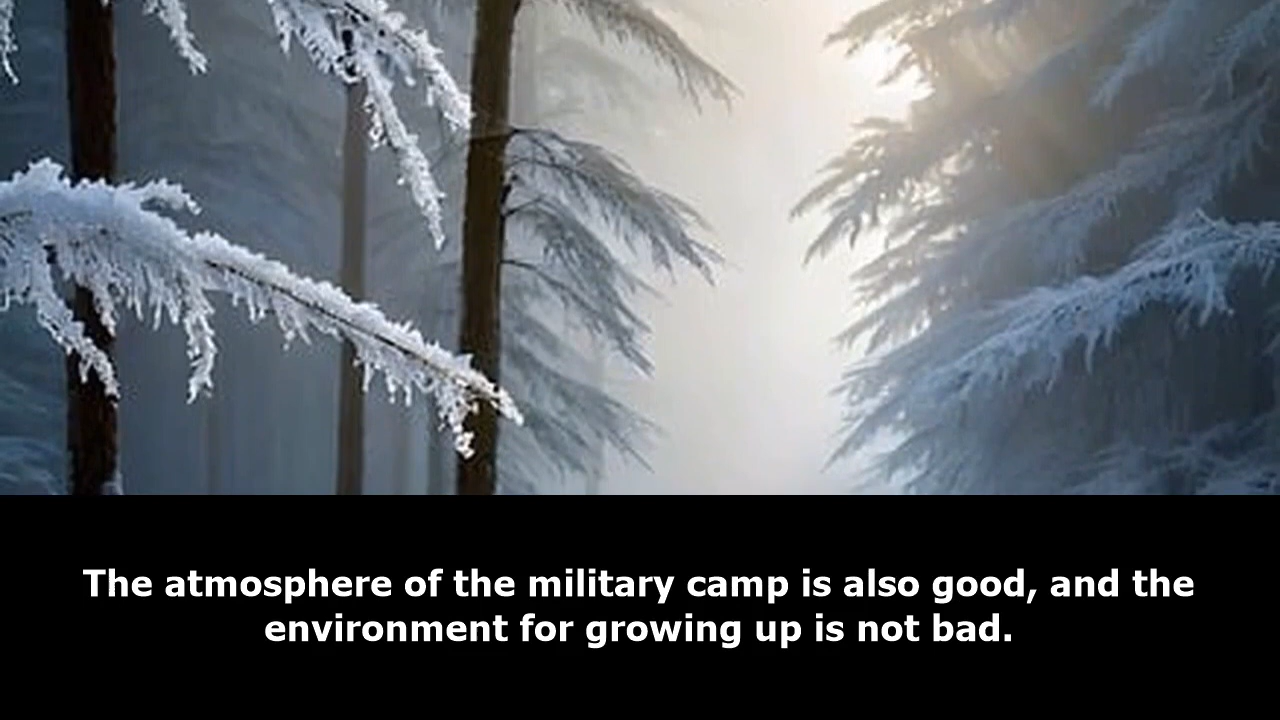 The atmosphere of the military camp is also good, and the
environment for growing up is not bad.